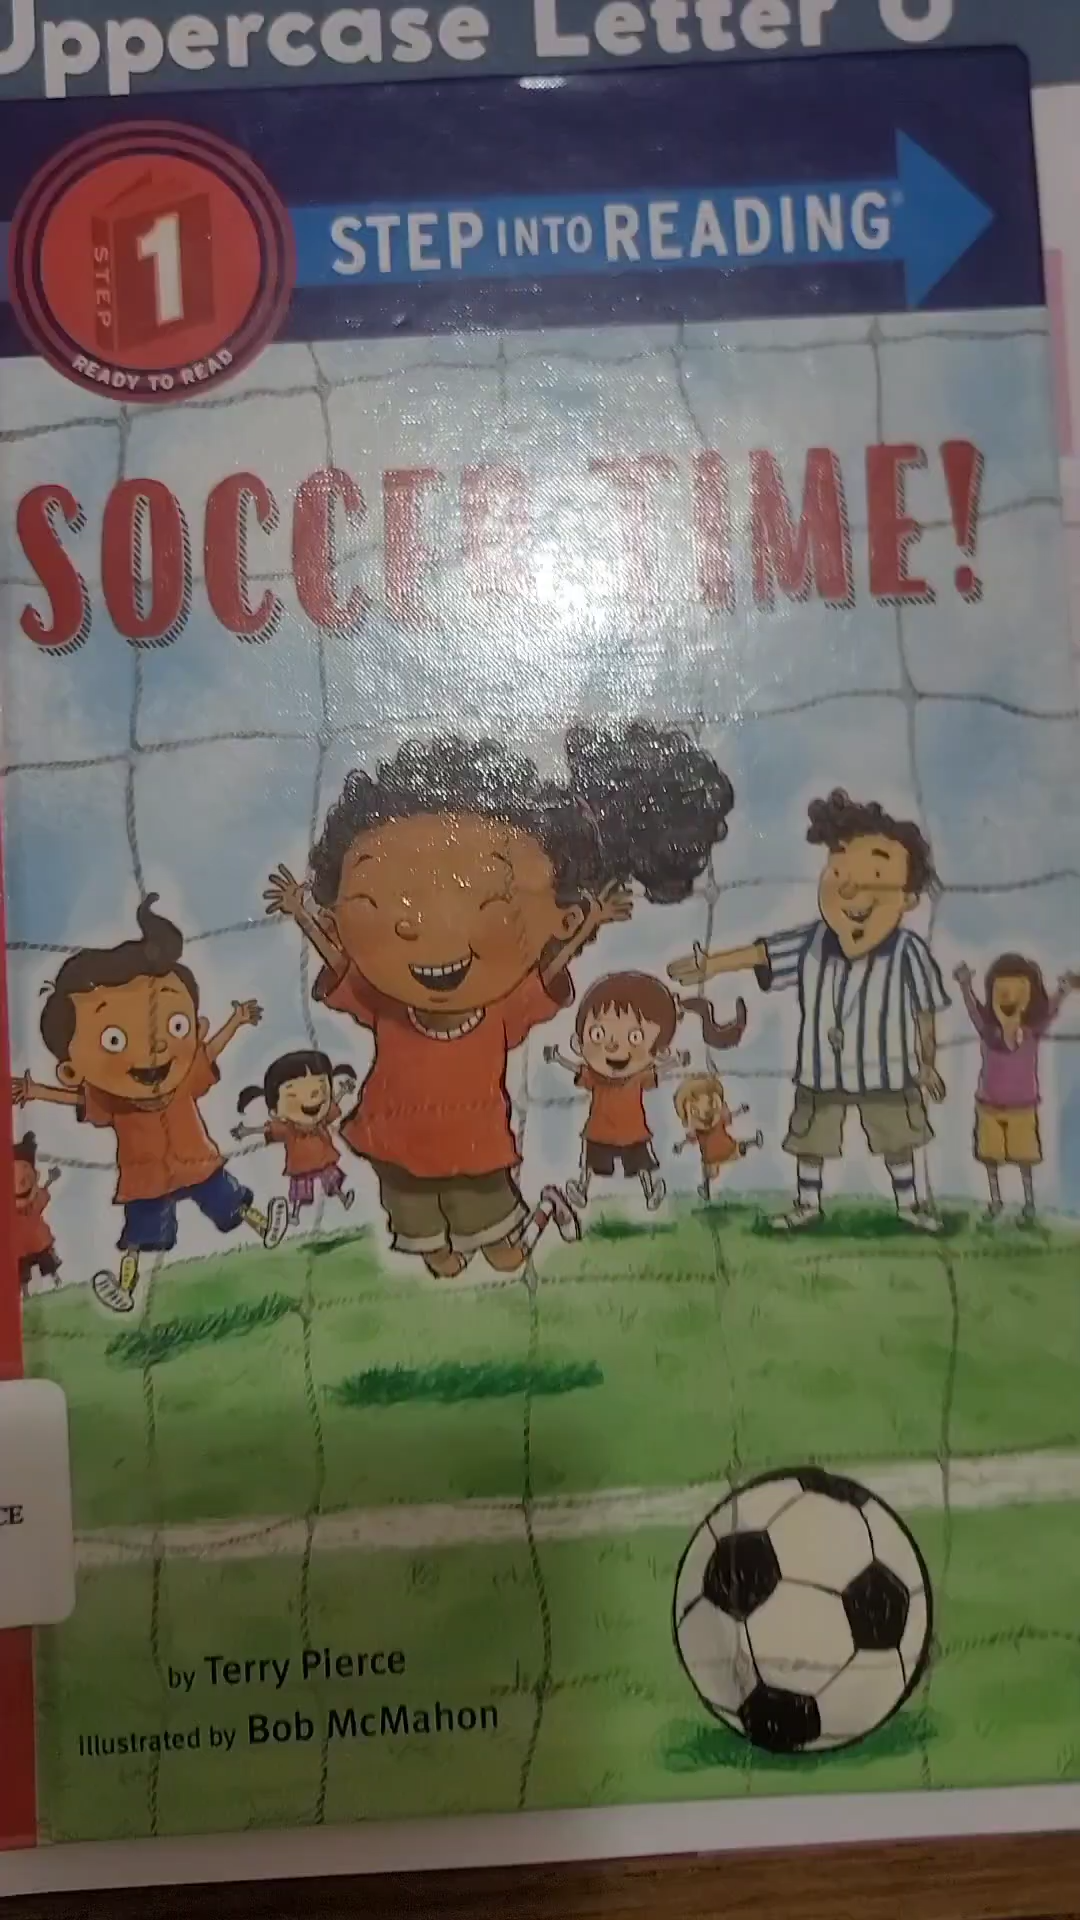 Uppercase Letter U
STEP 1
READY TO READ
STEP INTO READING®
SOCCER TIME!
CE
by Terry Pierce
Illustrated by Bob McMahon